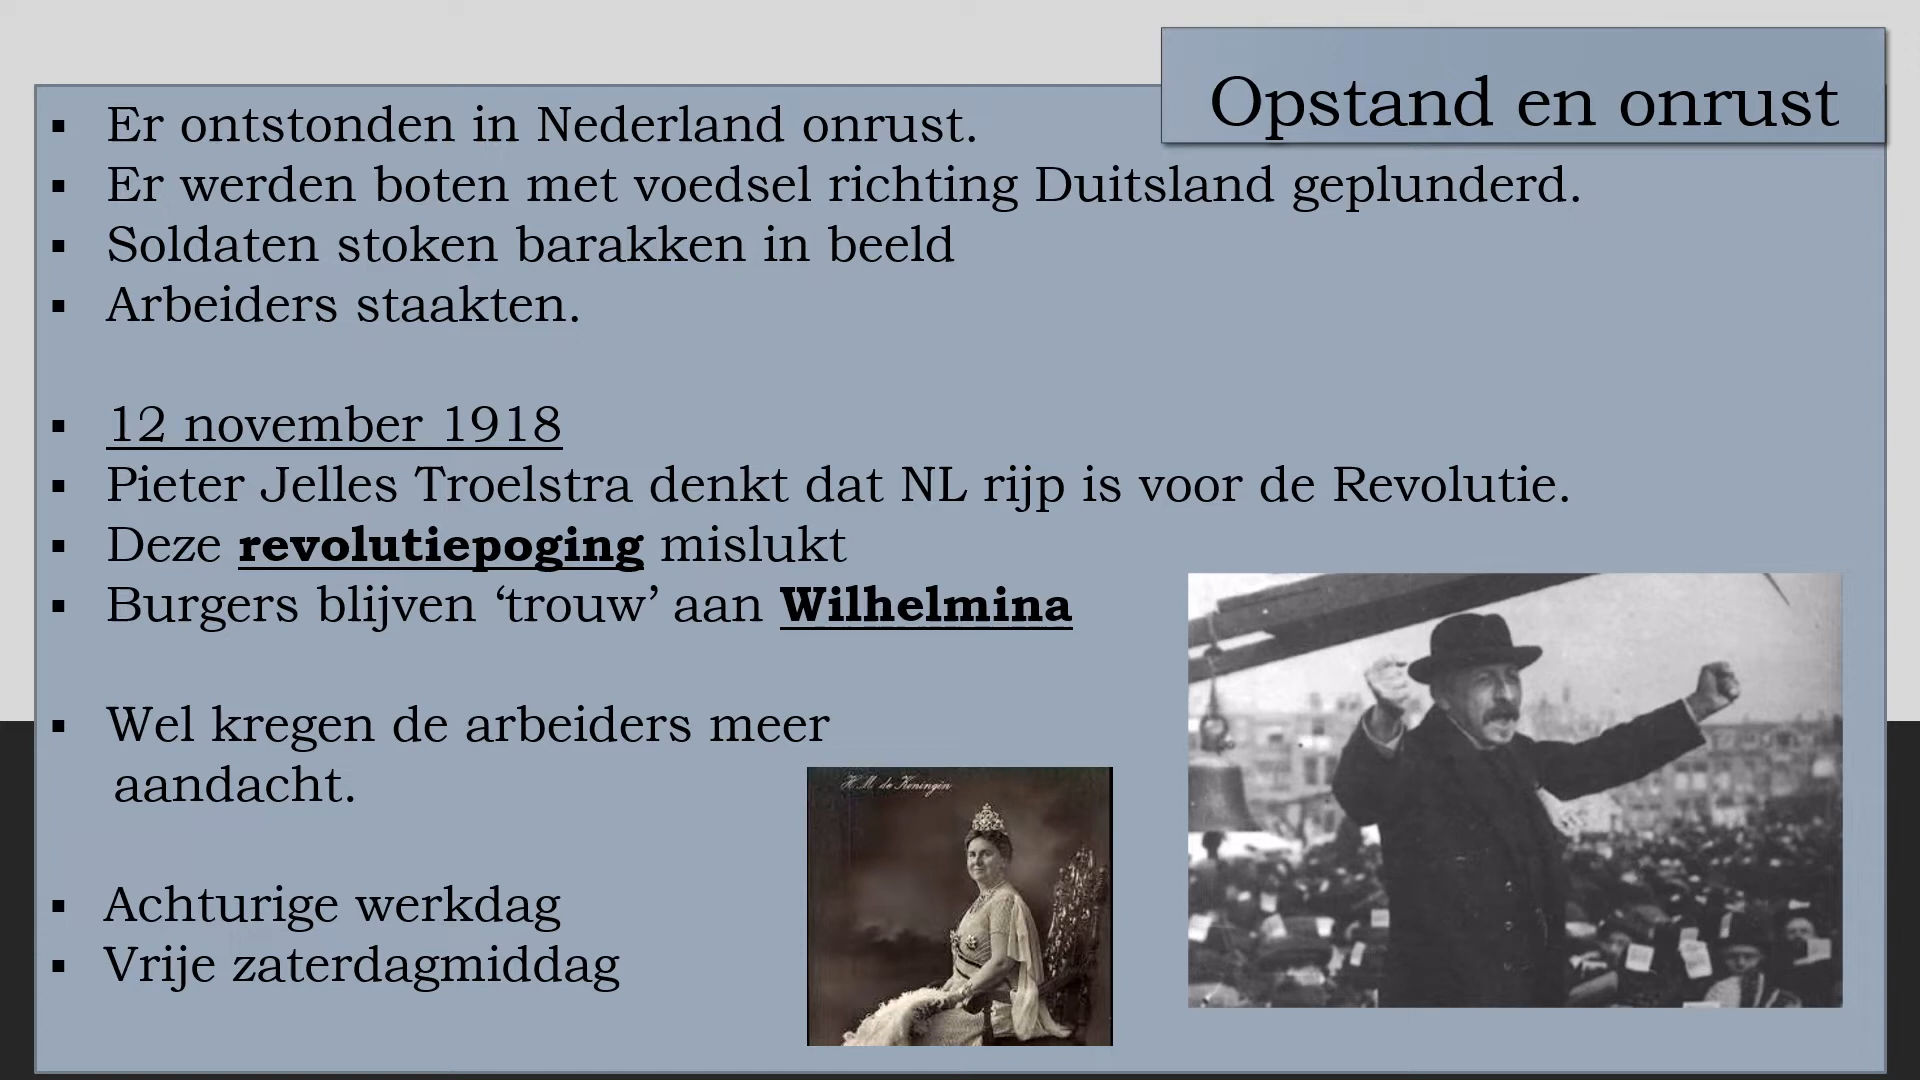 Opstand en onrust
▪ Er ontstonden in Nederland onrust.
▪ Er werden boten met voedsel richting Duitsland geplunderd.
▪ Soldaten stoken barakken in beeld
▪ Arbeiders staakten.
▪ 12 november 1918
▪ Pieter Jelles Troelstra denkt dat NL rijp is voor de Revolutie.
▪ Deze revolutiepoging mislukt
▪ Burgers blijven ‘trouw’ aan Wilhelmina
▪ Wel kregen de arbeiders meer
aandacht.
▪ Achturige werkdag
▪ Vrije zaterdagmiddag
H.M. de Koningin